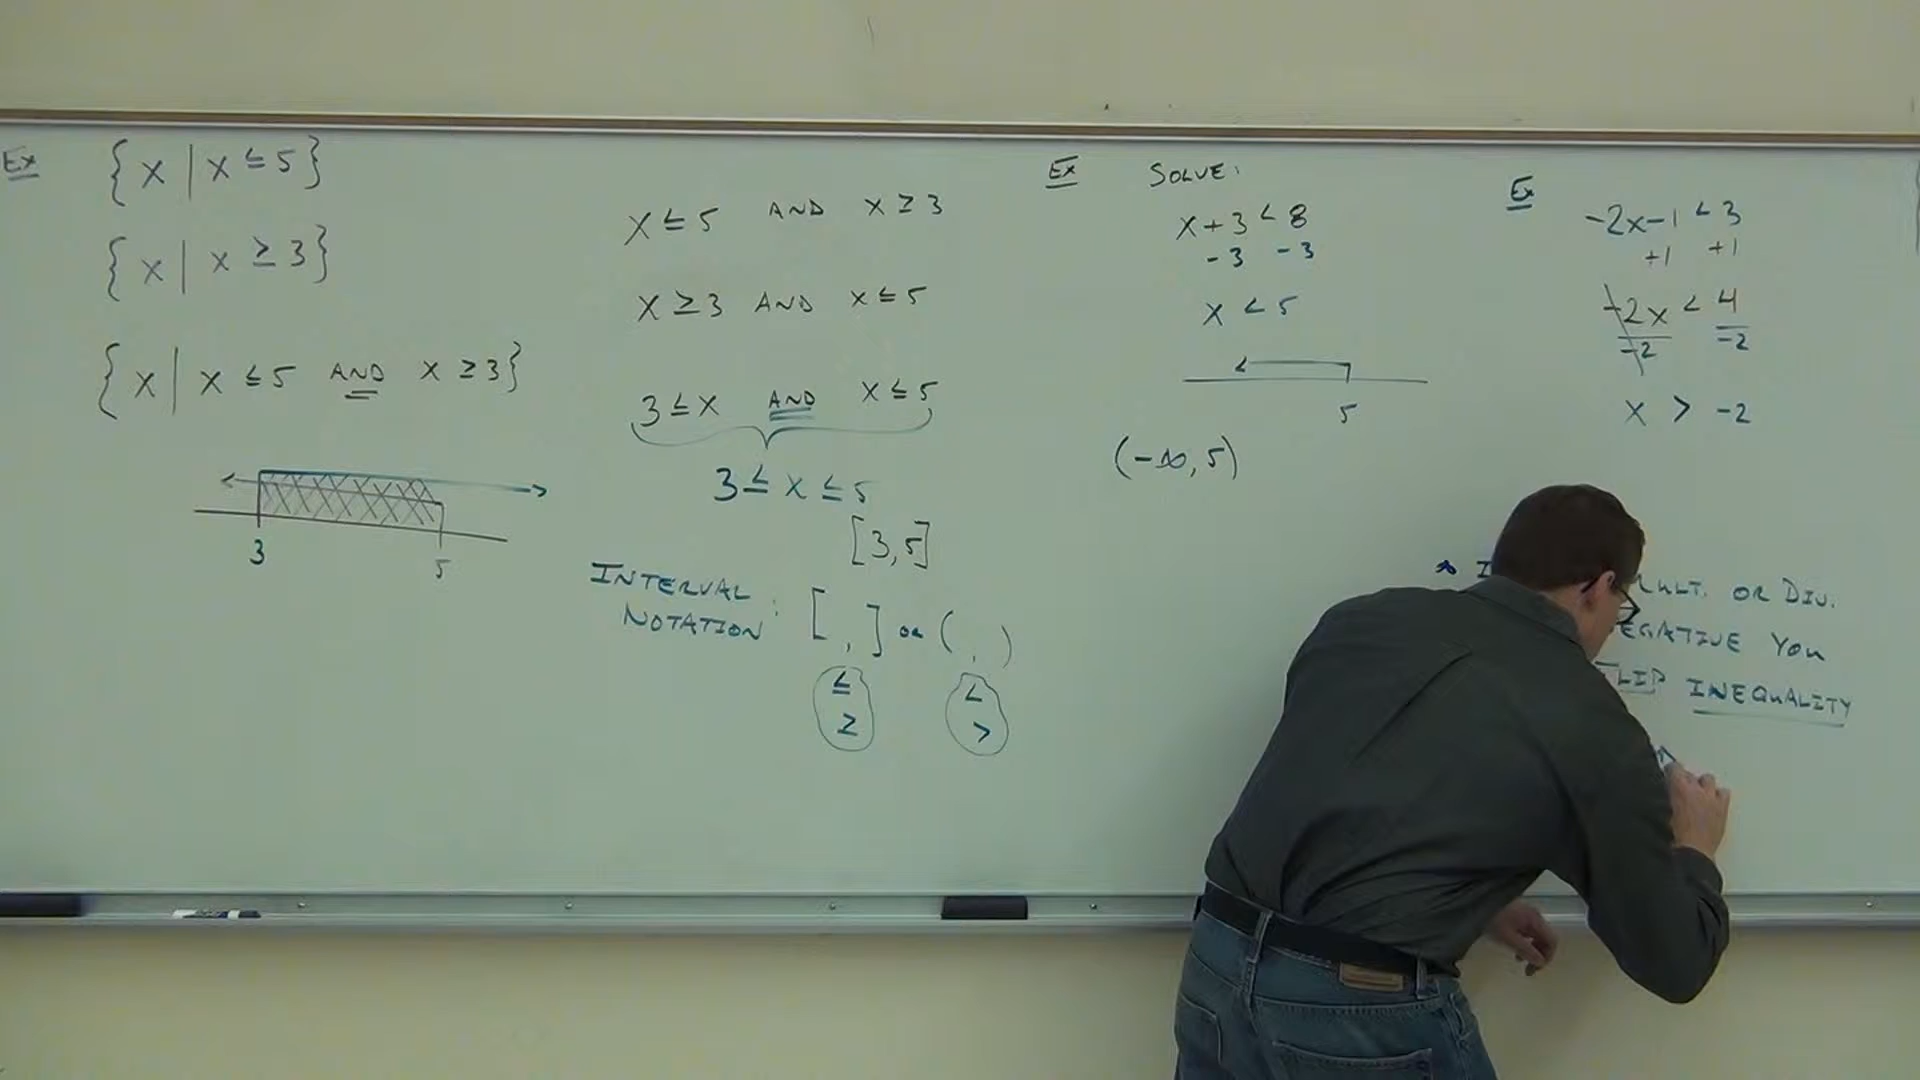 Ex {x | x ≤ 5}
{x | x ≥ 3}
{x | x ≤ 5 AND x ≥ 3}
3 5
x ≤ 5 AND x ≥ 3
x ≥ 3 AND x ≤ 5
3 ≤ x AND x ≤ 5
3 ≤ x ≤ 5
[3, 5]
INTERVAL
NOTATION : [ , ] or ( , )
≤ <
≥ >
Ex SOLVE:
x + 3 < 8
-3 -3
x < 5
5
(-∞, 5)
Ex
-2x - 1 < 3
+1 +1
-2x < 4
-2 -2
x > -2
OR DIV.
YOU
INEQUALITY